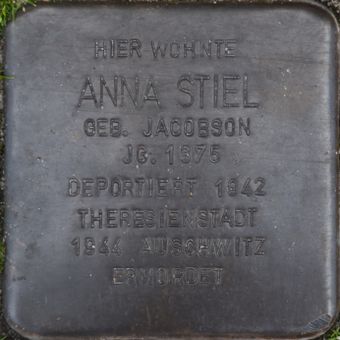 HIER WOHNTE
ANNA STIEL
GEB. JACOBSON
JG. 1875
DEPORTIERT 1942
THERESIENSTADT
1944 AUSCHWITZ
ERMORDET